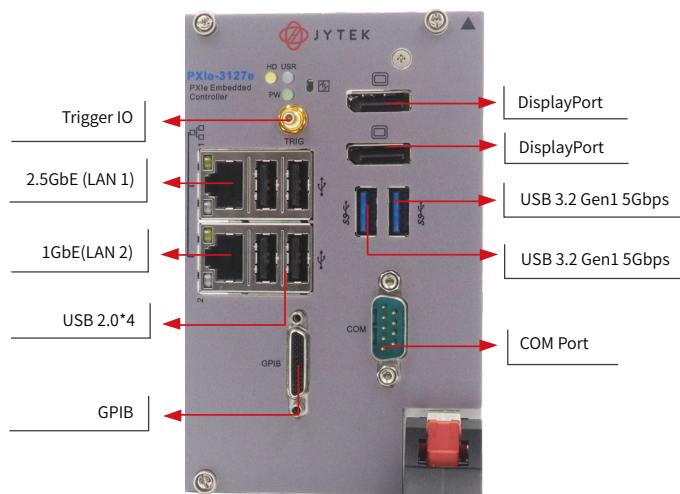 JYTEK
HD USR
PXIe-3127e
PXIe Embedded
Controller
PW
TRIG
1
2
COM
GPIB
Trigger IO
2.5GbE (LAN 1)
1GbE(LAN 2)
USB 2.0*4
GPIB
DisplayPort
DisplayPort
USB 3.2 Gen1 5Gbps
USB 3.2 Gen1 5Gbps
COM Port